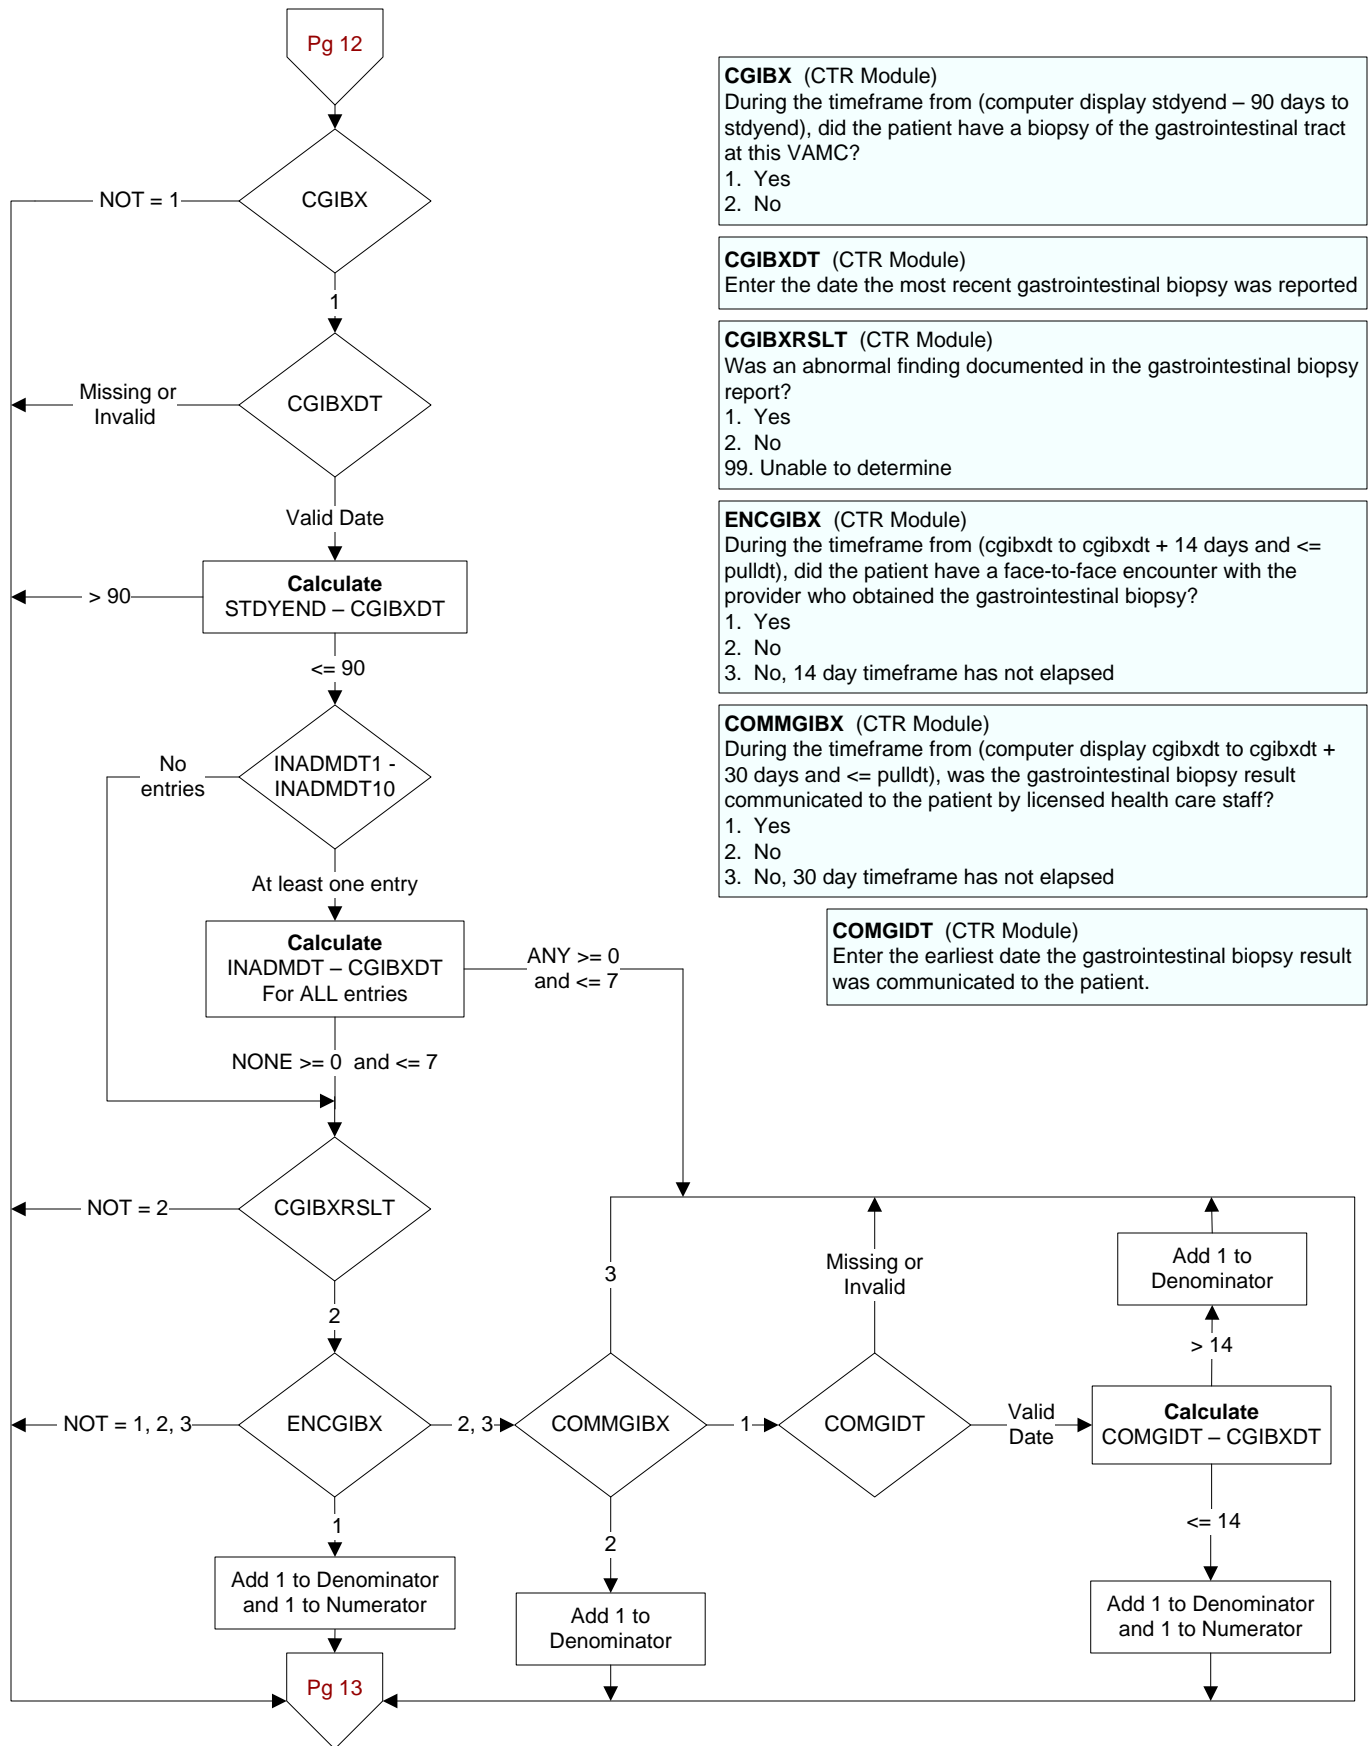 Pg 12
CGIBX (CTR Module)
During the timeframe from (computer display stdyend – 90 days to
stdyend), did the patient have a biopsy of the gastrointestinal tract
at this VAMC?
1. Yes
2. No
NOT = 1
CGIBX
1
CGIBXDT (CTR Module)
Enter the date the most recent gastrointestinal biopsy was reported
Missing or
Invalid
CGIBXDT
Valid Date
CGIBXRSLT (CTR Module)
Was an abnormal finding documented in the gastrointestinal biopsy
report?
1. Yes
2. No
99. Unable to determine
> 90
Calculate
STDYEND – CGIBXDT
<= 90
ENCGIBX (CTR Module)
During the timeframe from (cgibxdt to cgibxdt + 14 days and <=
pulldt), did the patient have a face-to-face encounter with the
provider who obtained the gastrointestinal biopsy?
1. Yes
2. No
3. No, 14 day timeframe has not elapsed
No
entries
INADMDT1 -
INADMDT10
At least one entry
COMMGIBX (CTR Module)
During the timeframe from (computer display cgibxdt to cgibxdt +
30 days and <= pulldt), was the gastrointestinal biopsy result
communicated to the patient by licensed health care staff?
1. Yes
2. No
3. No, 30 day timeframe has not elapsed
Calculate
INADMDT – CGIBXDT
For ALL entries
ANY >= 0
and <= 7
COMGIDT (CTR Module)
Enter the earliest date the gastrointestinal biopsy result
was communicated to the patient.
NONE >= 0 and <= 7
NOT = 2
CGIBXRSLT
2
3
Missing or
Invalid
Add 1 to
Denominator
> 14
NOT = 1, 2, 3
ENCGIBX
2, 3
COMMGIBX
1
COMGIDT
Valid
Date
Calculate
COMGIDT – CGIBXDT
1
2
<= 14
Add 1 to Denominator
and 1 to Numerator
Add 1 to
Denominator
Add 1 to Denominator
and 1 to Numerator
Pg 13